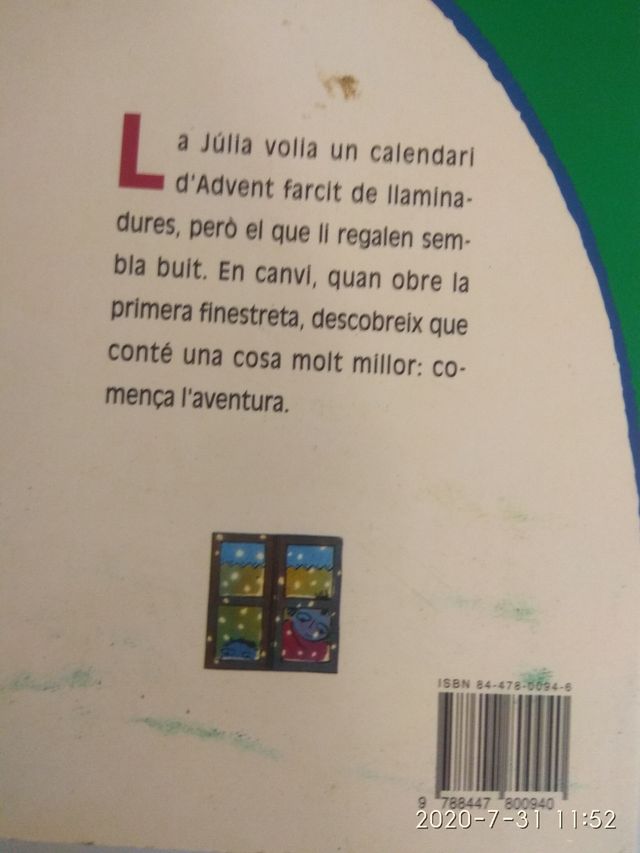 La Júlia volia un calendari
d'Advent farcit de llamina-
dures, però el que li regalen sem-
bla buit. En canvi, quan obre la
primera finestreta, descobreix que
conté una cosa molt millor: co-
mença l'aventura.
ISBN 84-478-0094-6
9 788447 800940
2020-7-31 11:52